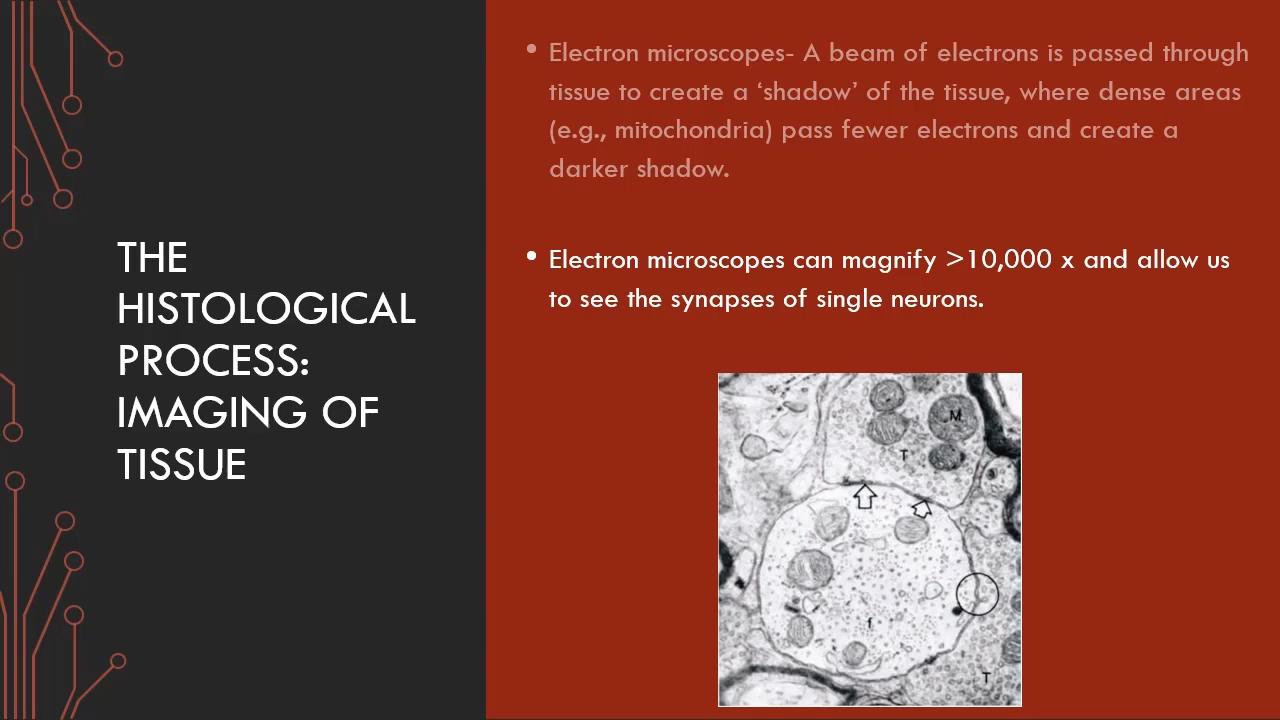 THE
HISTOLOGICAL
PROCESS:
IMAGING OF
TISSUE
• Electron microscopes- A beam of electrons is passed through
tissue to create a ‘shadow’ of the tissue, where dense areas
(e.g., mitochondria) pass fewer electrons and create a
darker shadow.
• Electron microscopes can magnify >10,000 x and allow us
to see the synapses of single neurons.
M
T
f
T